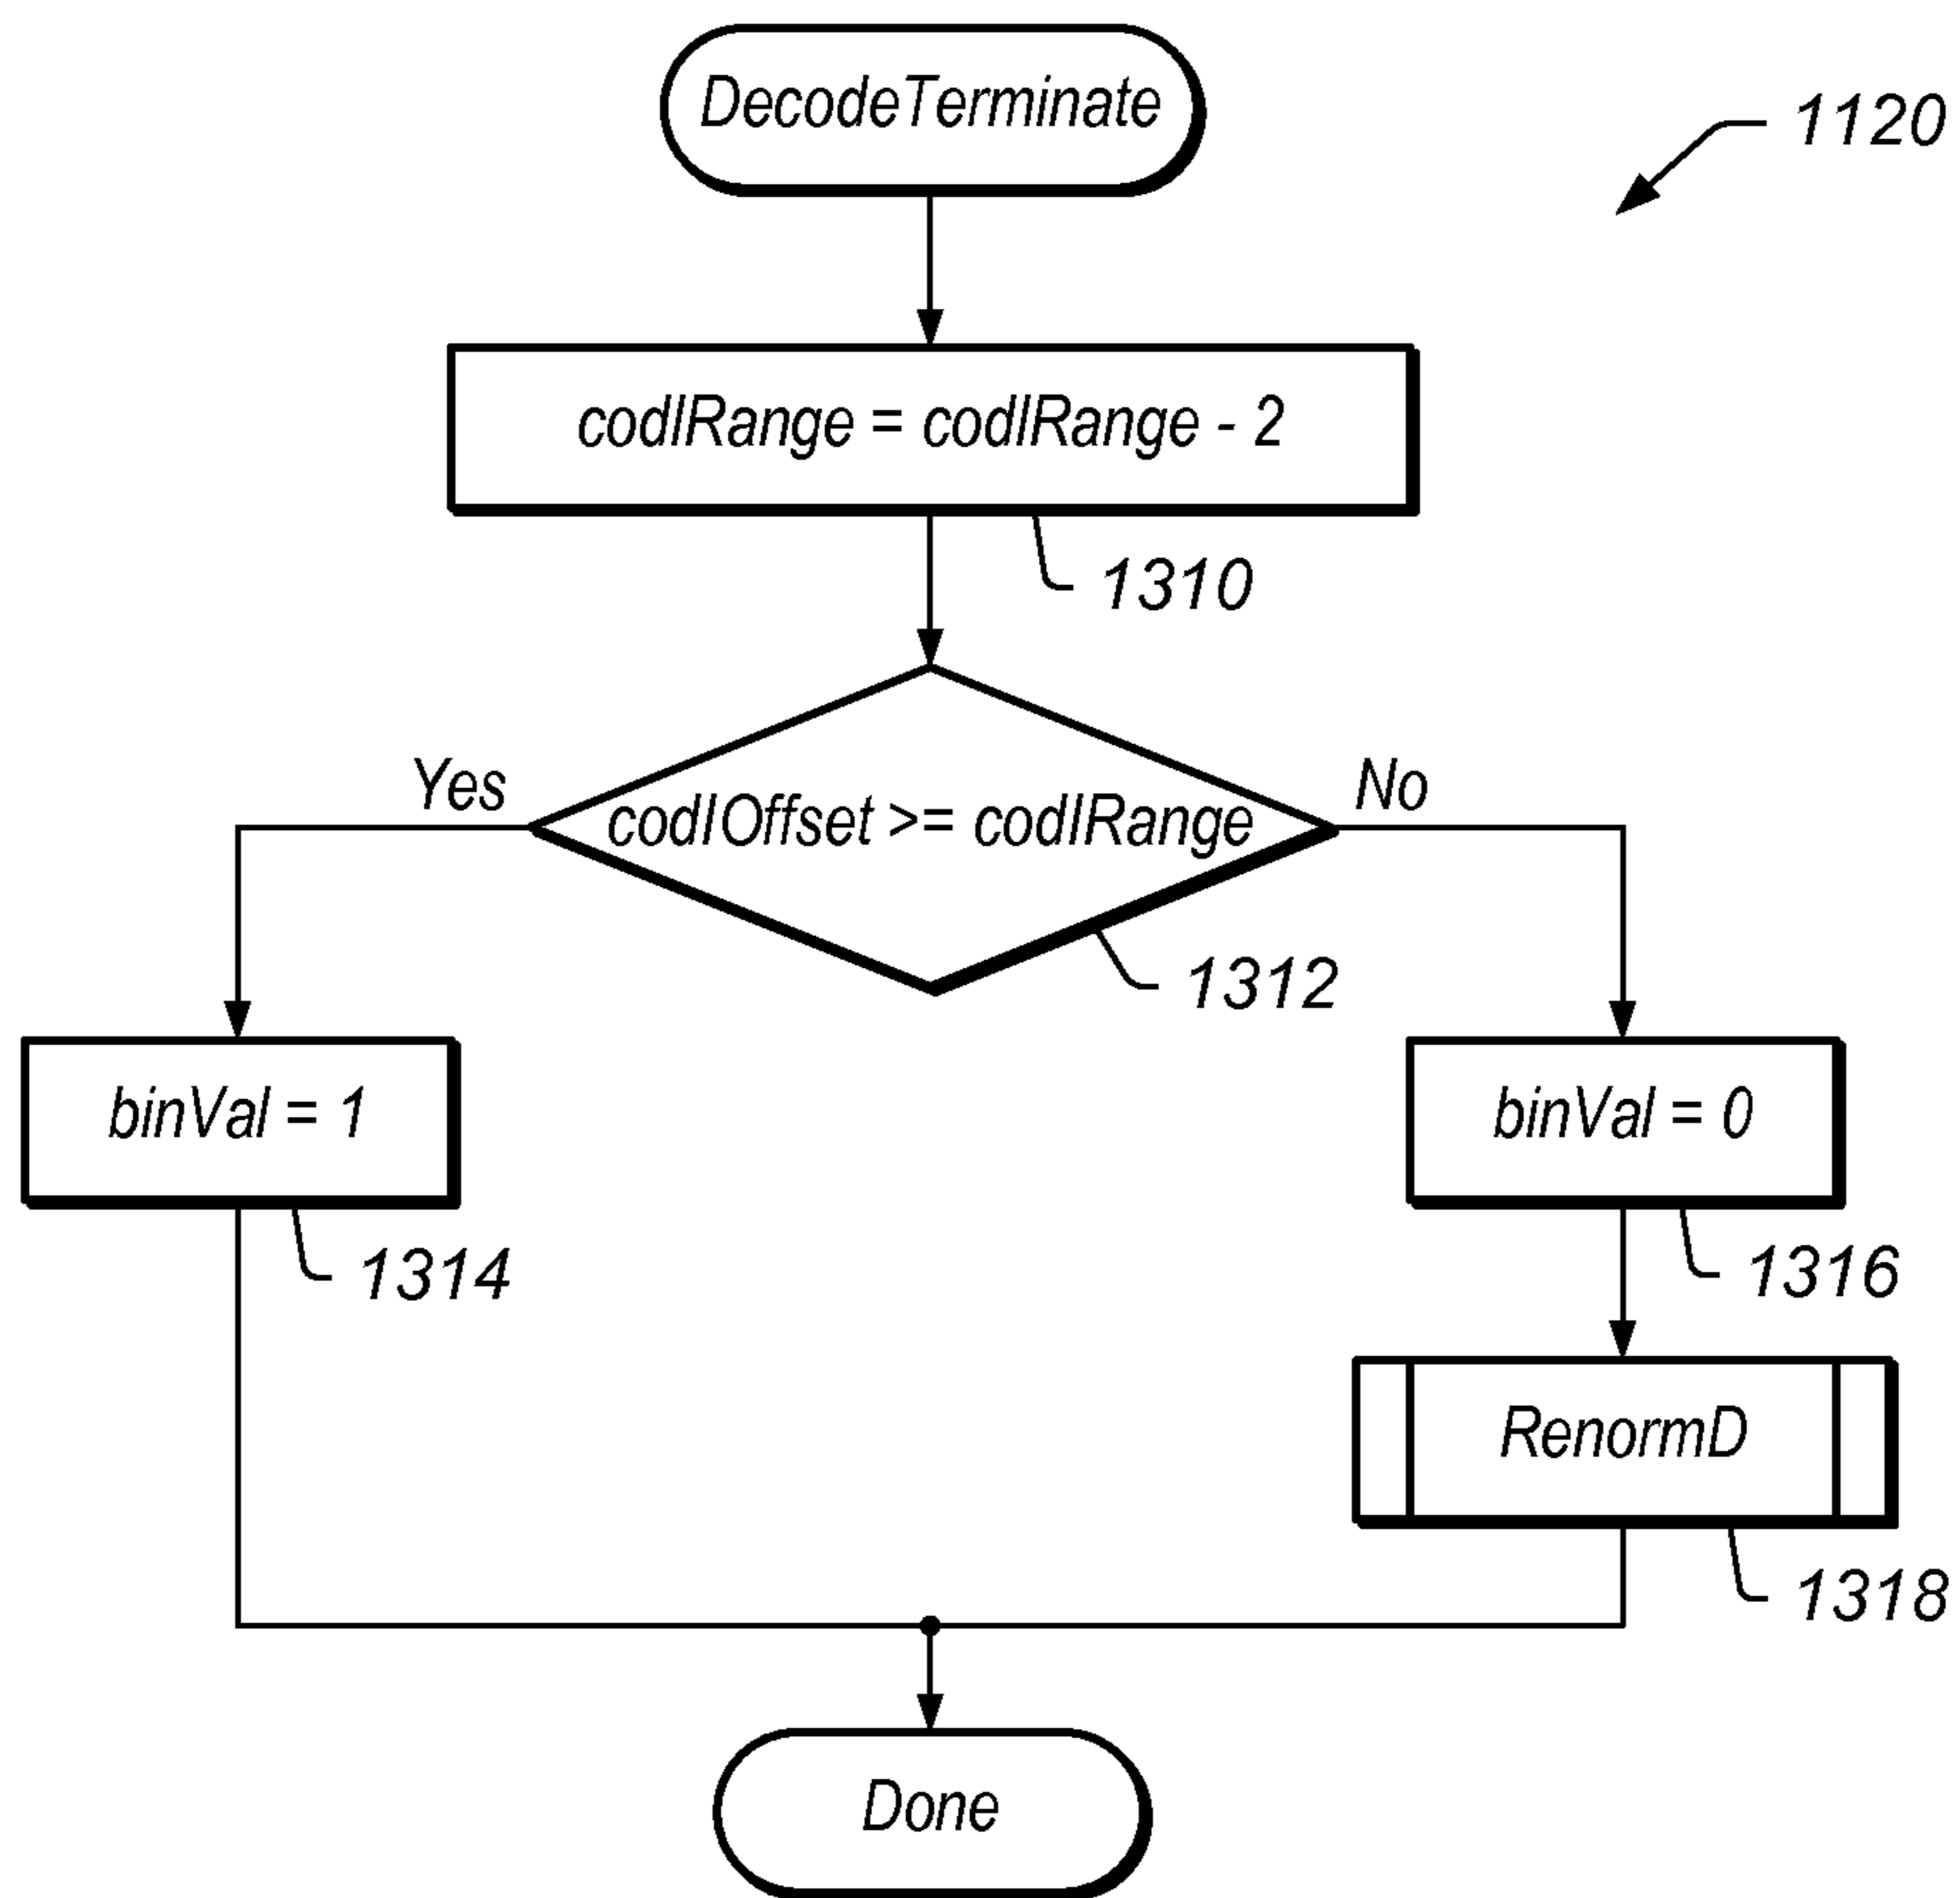 DecodeTerminate
1120
codIRange = codIRange - 2
1310
Yes
No
codIOffset >= codIRange
1312
binVal = 1
binVal = 0
1314
1316
RenormD
1318
Done